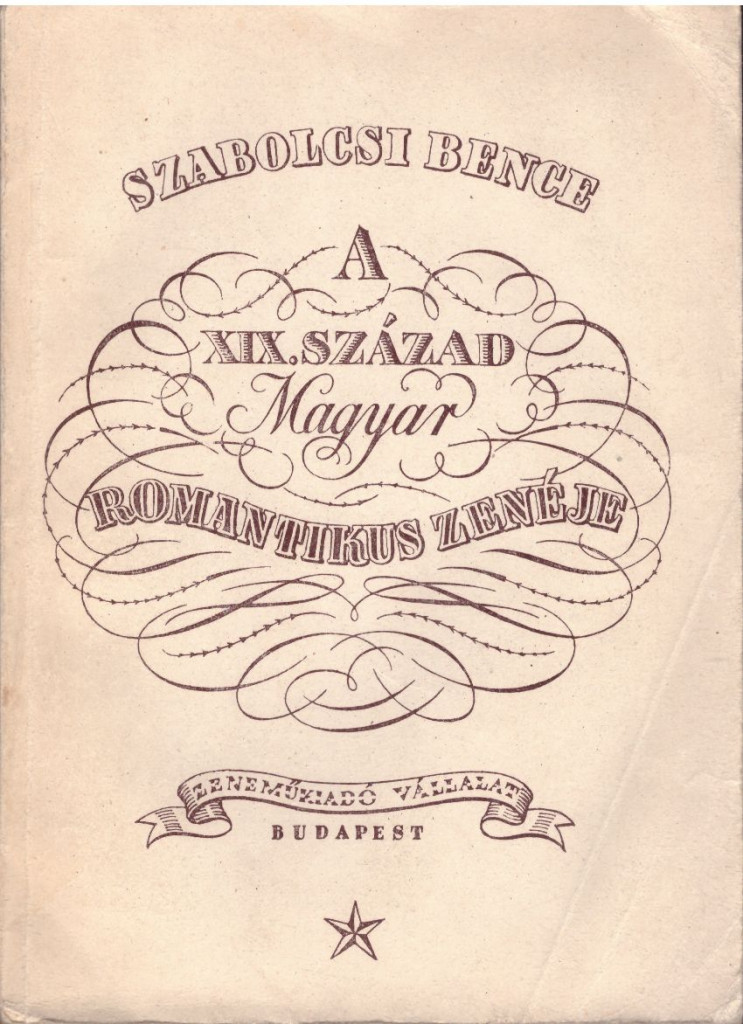 SZABOLCSI BENCE
A
XIX. SZÁZAD
Magyar
ROMANTIKUS ZENÉJE
ZENEMŰKIADÓ VÁLLALAT
BUDAPEST